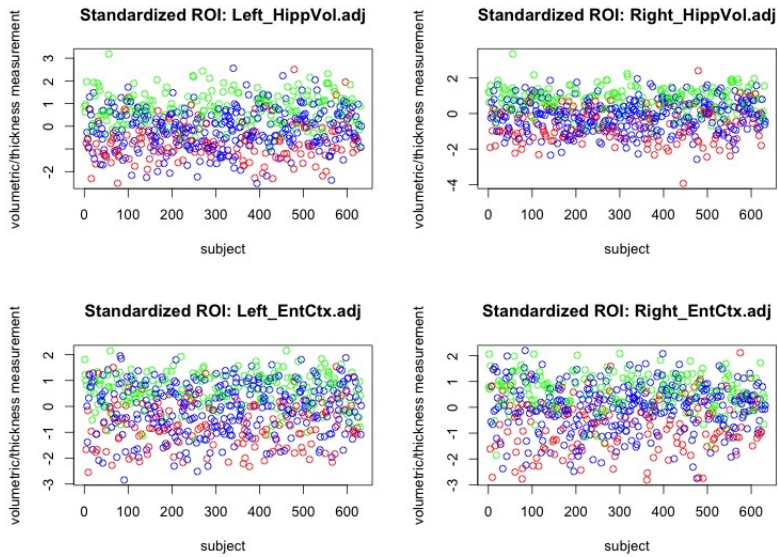 Standardized ROI: Left_HippVol.adj
volumetric/thickness measurement
3
2
1
0
-2
0 100 200 300 400 500 600
subject
Standardized ROI: Right_HippVol.adj
volumetric/thickness measurement
2
0
-2
-4
0 100 200 300 400 500 600
subject
Standardized ROI: Left_EntCtx.adj
volumetric/thickness measurement
2
1
0
-1
-2
-3
0 100 200 300 400 500 600
subject
Standardized ROI: Right_EntCtx.adj
volumetric/thickness measurement
2
1
0
-1
-2
-3
0 100 200 300 400 500 600
subject